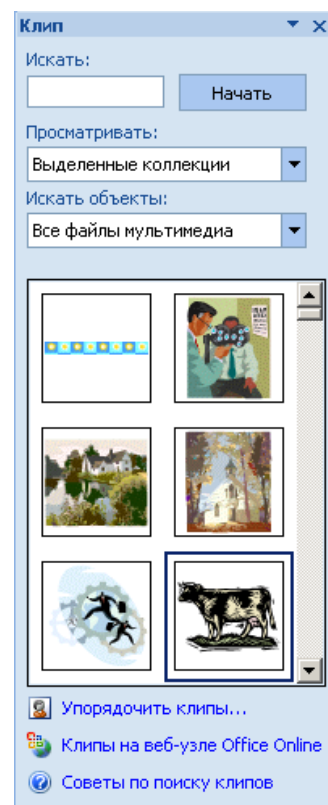 Клип
Искать:
Начать
Просматривать:
Выделенные коллекции
Искать объекты:
Все файлы мультимедиа
Упорядочить клипы...
Клипы на веб-узле Office Online
Советы по поиску клипов